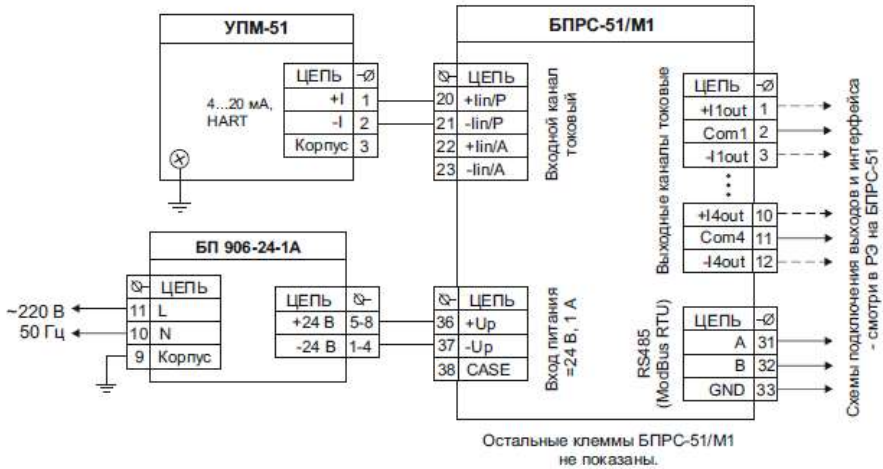 УПМ-51
4...20 мА,
HART
ЦЕПЬ
+I 1
-I 2
Корпус 3
БПРС-51/М1
ЦЕПЬ
20 +Iin/P
21 -Iin/P
22 +Iin/A
23 -Iin/A
Входной канал
токовый
Выходные каналы токовые
ЦЕПЬ
+I1out 1
Com1 2
-I1out 3
+I4out 10
Com4 11
-I4out 12
БП 906-24-1А
~220 В
50 Гц
ЦЕПЬ
11 L
10 N
9 Корпус
ЦЕПЬ
+24 В 5-8
-24 В 1-4
ЦЕПЬ
36 +Up
37 -Up
38 CASE
Вход питания
=24 В, 1 А
RS485
(ModBus RTU)
ЦЕПЬ
A 31
B 32
GND 33
Схемы подключения выходов и интерфейса
- смотри в РЭ на БПРС-51
Остальные клеммы БПРС-51/М1
не показаны.